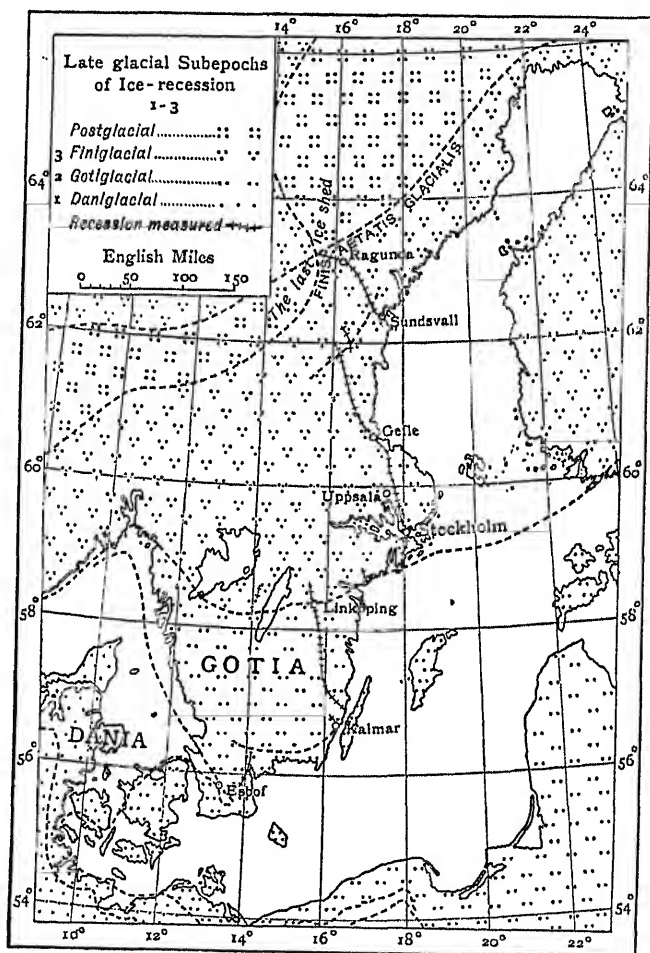 14° 16° 18° 20° 22° 24°
Late glacial Subepochs
of Ice-recession
1-3
Postglacial
3 Finiglacial
2 Gotiglacial
1 Daniglacial
Recession measured
English Miles
0 50 100 150
64° 64°
The last ice shed
FINIS AETATIS GLACIALIS
Ragunda
Sundsvall
62° 62°
Gefle
60° 60°
Uppsala
Stockholm
58° 58°
Linköping
GOTIA
Kalmar
DANIA
56° 56°
54° 54°
10° 12° 14° 16° 18° 20° 22°